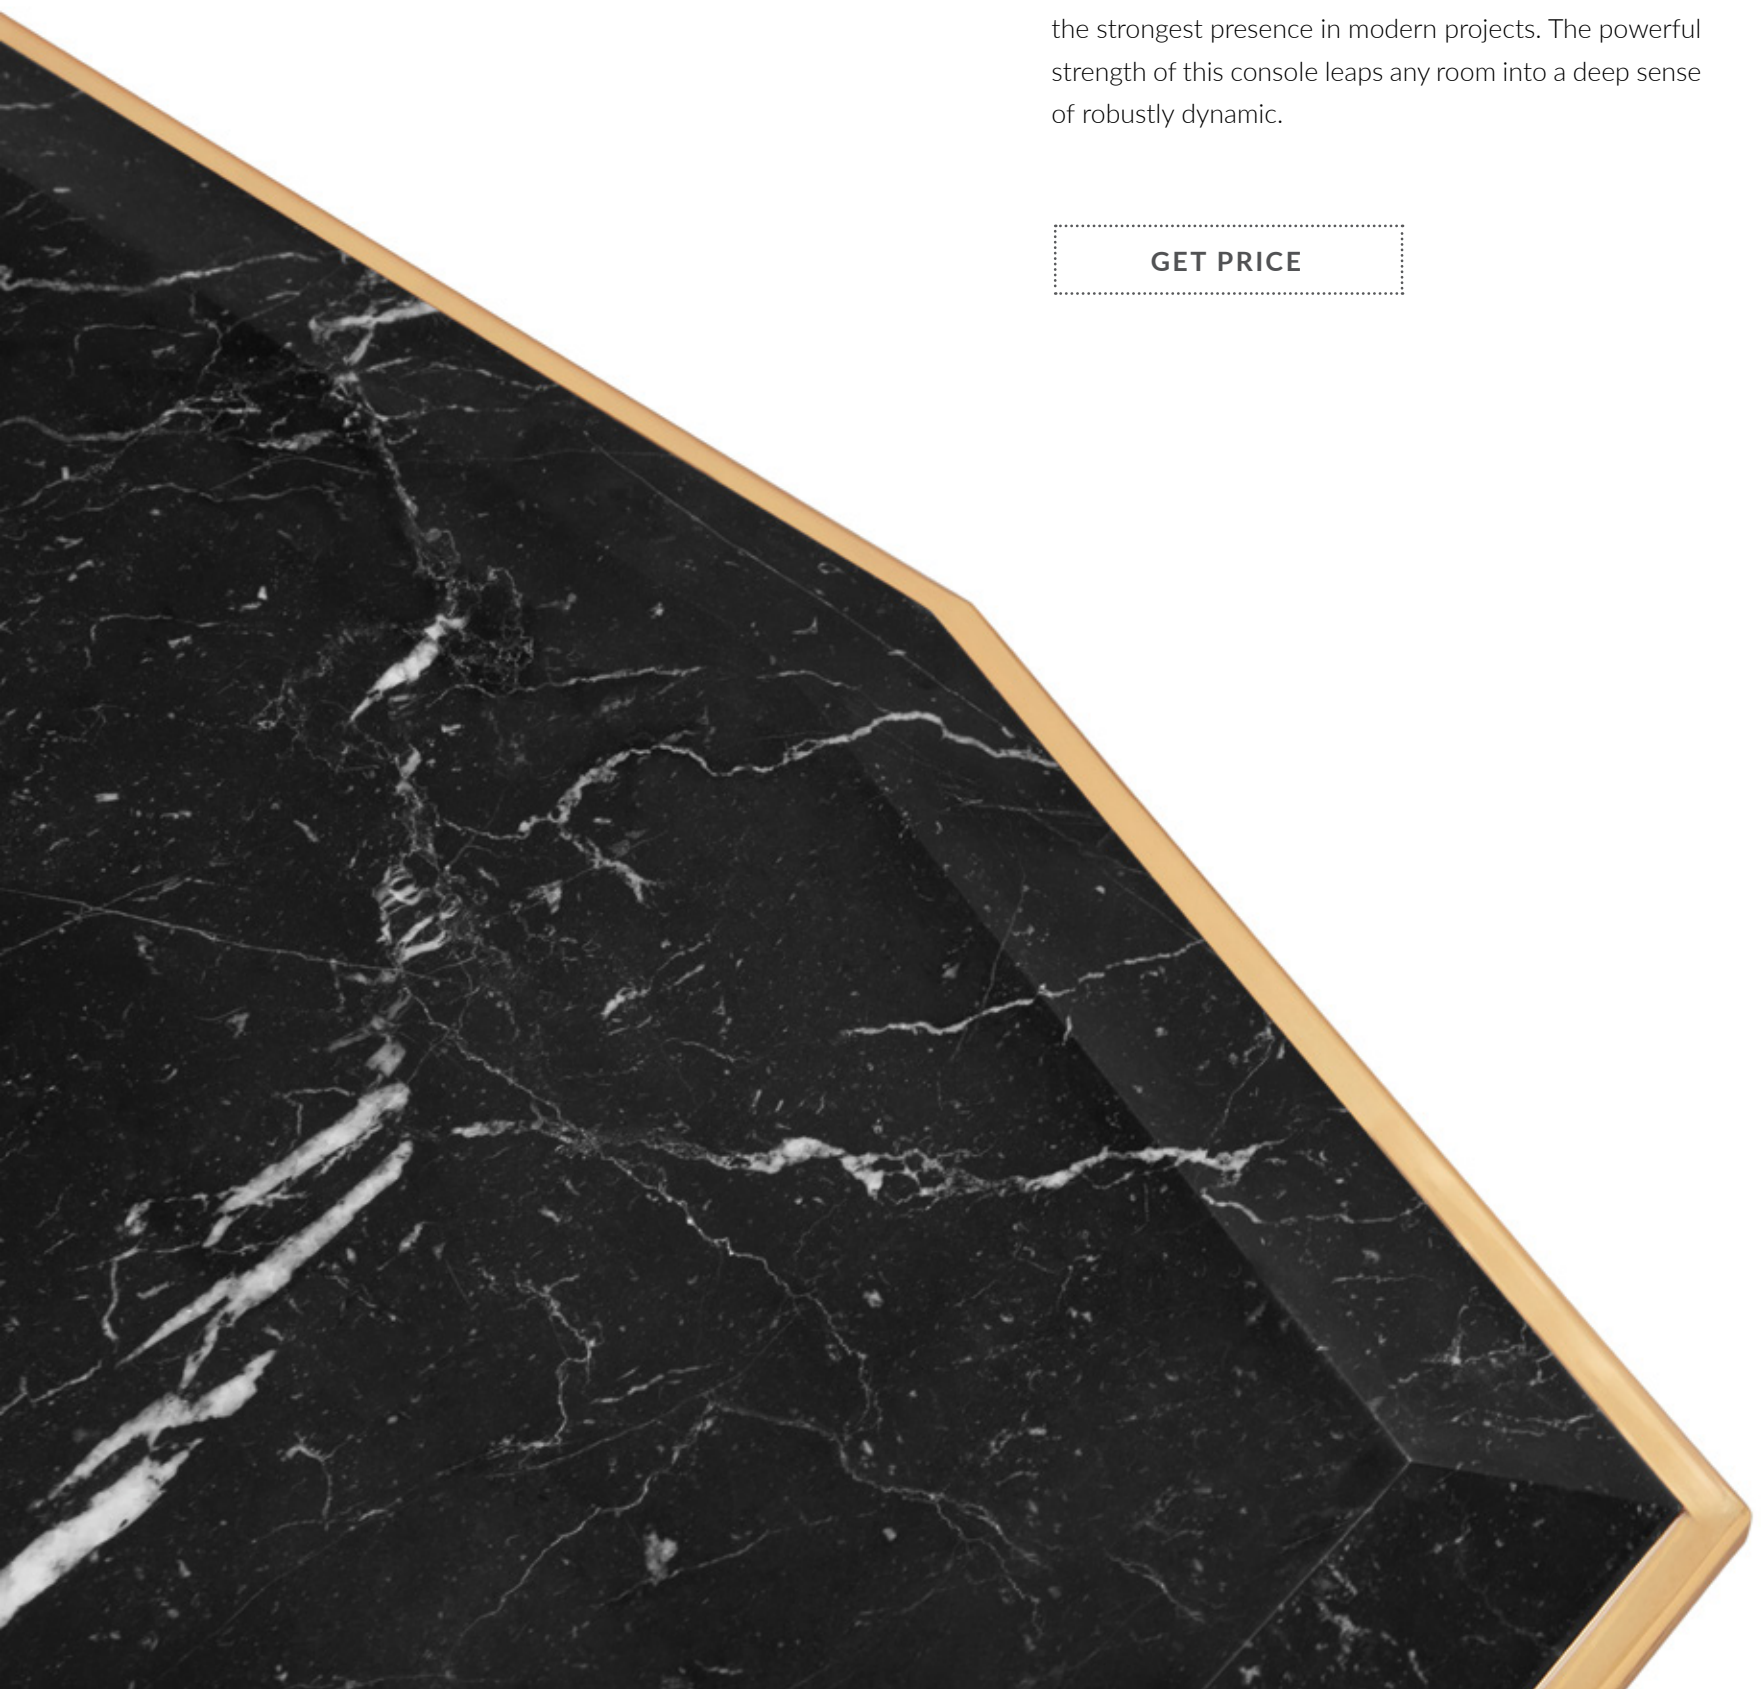 the strongest presence in modern projects. The powerful
strength of this console leaps any room into a deep sense
of robustly dynamic.
GET PRICE